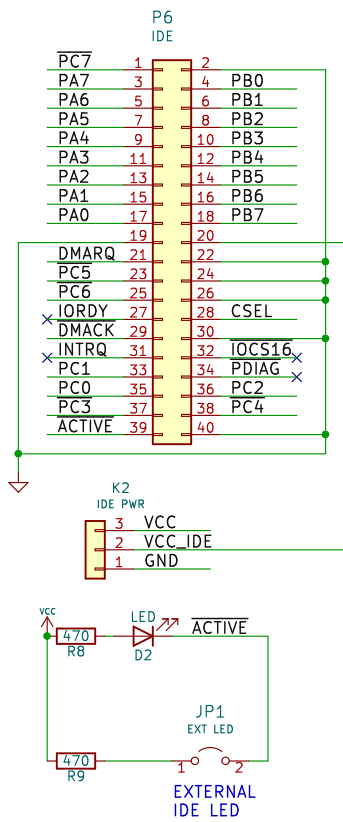 P6
IDE
PC7 1 2
PA7 3 4 PB0
PA6 5 6 PB1
PA5 7 8 PB2
PA4 9 10 PB3
PA3 11 12 PB4
PA2 13 14 PB5
PA1 15 16 PB6
PA0 17 18 PB7
19 20
DMARQ 21 22
PC5 23 24
PC6 25 26
IORDY 27 28 CSEL
DMACK 29 30
INTRQ 31 32 IOCS16
PC1 33 34 PDIAG
PC0 35 36 PC2
PC3 37 38 PC4
ACTIVE 39 40
K2
IDE PWR
3 VCC
2 VCC_IDE
1 GND
VCC
LED
ACTIVE
470
R8
D2
JP1
EXT LED
470
R9
1 2
EXTERNAL
IDE LED